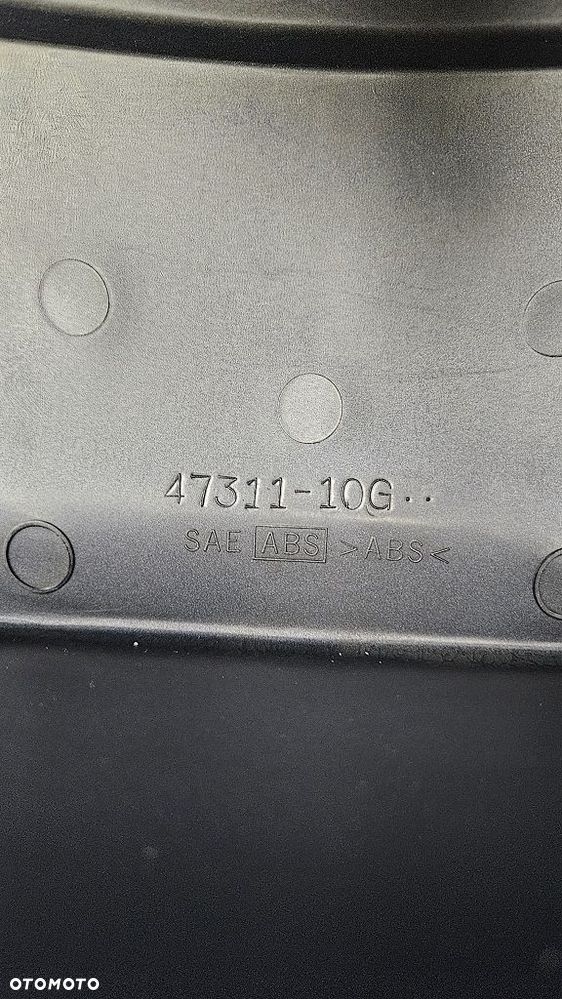 47311-10G··
SAE ABS >ABS<
OTOMOTO